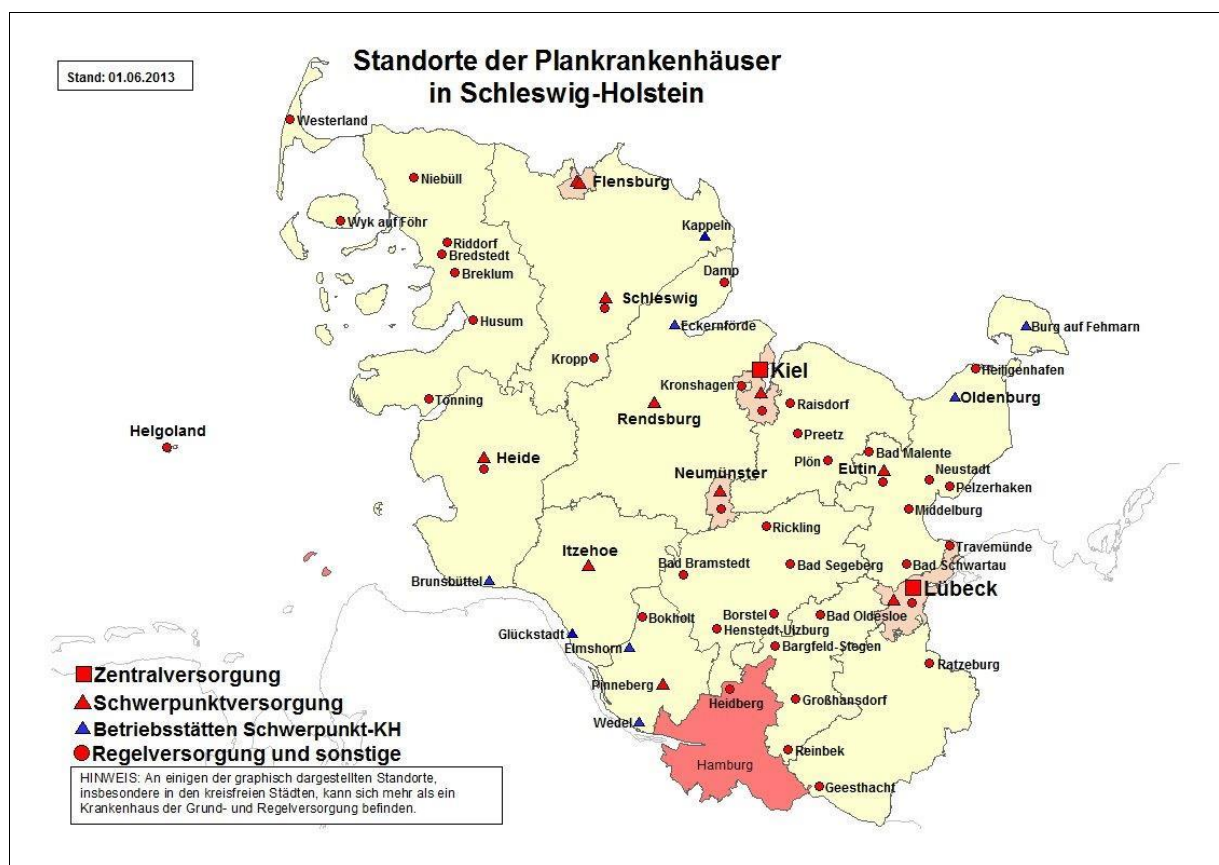 Standorte der Plankrankenhäuser
in Schleswig-Holstein
Stand: 01.06.2013
Westerland
Niebüll
Flensburg
Wyk auf Föhr
Kappeln
Riddorf
Bredstedt
Breklum
Damp
Schleswig
Husum
Eckernförde
Burg auf Fehmarn
Kropp
Kiel
Heiligenhafen
Kronshagen
Tönning
Rendsburg
Raisdorf
Oldenburg
Helgoland
Preetz
Heide
Bad Malente
Plön
Eutin
Neumünster
Neustadt
Pelzerhaken
Middelburg
Rickling
Itzehoe
Travemünde
Bad Bramstedt
Bad Segeberg
Bad Schwartau
Brunsbüttel
Lübeck
Bokholt
Borstel
Bad Oldesloe
Glückstadt
Henstedt-Ulzburg
Elmshorn
Bargfeld-Stegen
Ratzeburg
Pinneberg
Heidberg
Großhansdorf
Wedel
Reinbek
Hamburg
Geesthacht
Zentralversorgung
Schwerpunktversorgung
Betriebsstätten Schwerpunkt-KH
Regelversorgung und sonstige
HINWEIS: An einigen der graphisch dargestellten Standorte,
insbesondere in den kreisfreien Städten, kann sich mehr als ein
Krankenhaus der Grund- und Regelversorgung befinden.